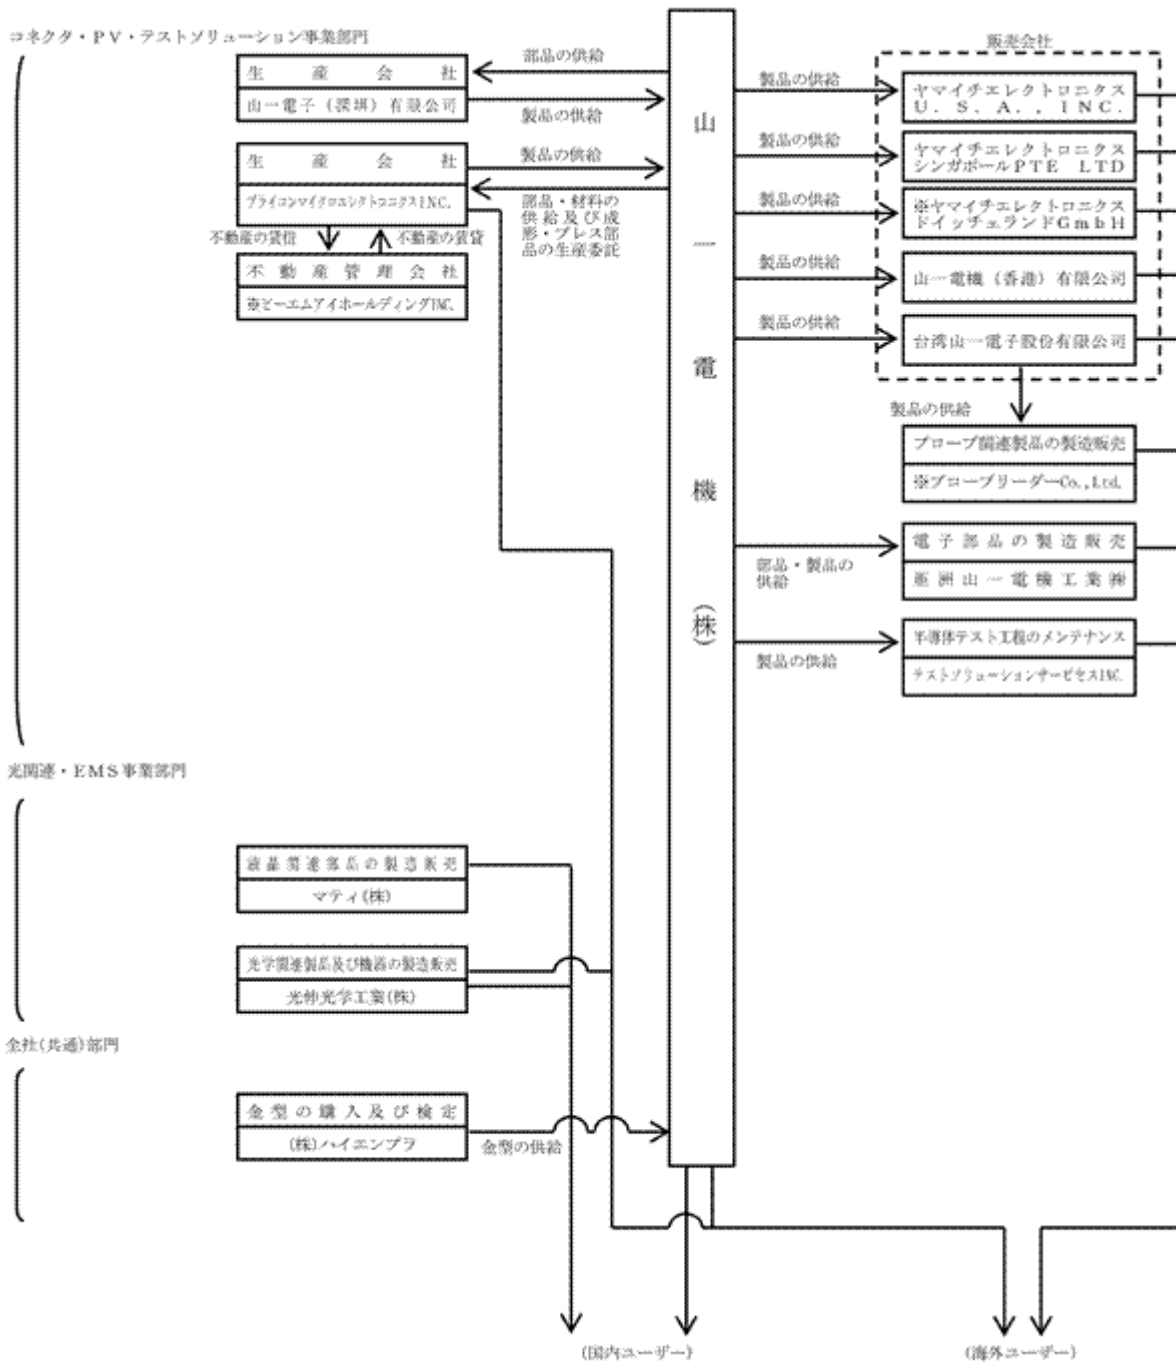 コネクタ・PV・テストソリューション事業部門
生産会社
山一電子(深圳)有限公司
部品の供給
製品の供給
生産会社
プライコンマイクロエレクトロニクスINC.
製品の供給
部品・材料の
供給及び成
形・プレス部
品の生産委託
不動産の賃借
不動産の賃貸
不動産管理会社
※ピーエムアイホールディングINC.
山一電機(株)
販売会社
製品の供給
ヤマイチエレクトロニクス
U.S.A.,INC.
製品の供給
ヤマイチエレクトロニクス
シンガポールPTE LTD
製品の供給
※ヤマイチエレクトロニクス
ドイッチェランドGmbH
製品の供給
山一電機(香港)有限公司
製品の供給
台湾山一電子股份有限公司
製品の供給
プローブ関連製品の製造販売
※プローブリーダーCo.,Ltd.
部品・製品の
供給
電子部品の製造販売
亜洲山一電機工業㈱
製品の供給
半導体テスト工程のメンテナンス
テストソリューションサービセスINC.
光関連・EMS事業部門
液晶関連部品の製造販売
マティ(株)
光学関連製品及び機器の製造販売
光伸光学工業(株)
全社(共通)部門
金型の購入及び検定
(株)ハイエンプラ
金型の供給
(国内ユーザー)
(海外ユーザー)